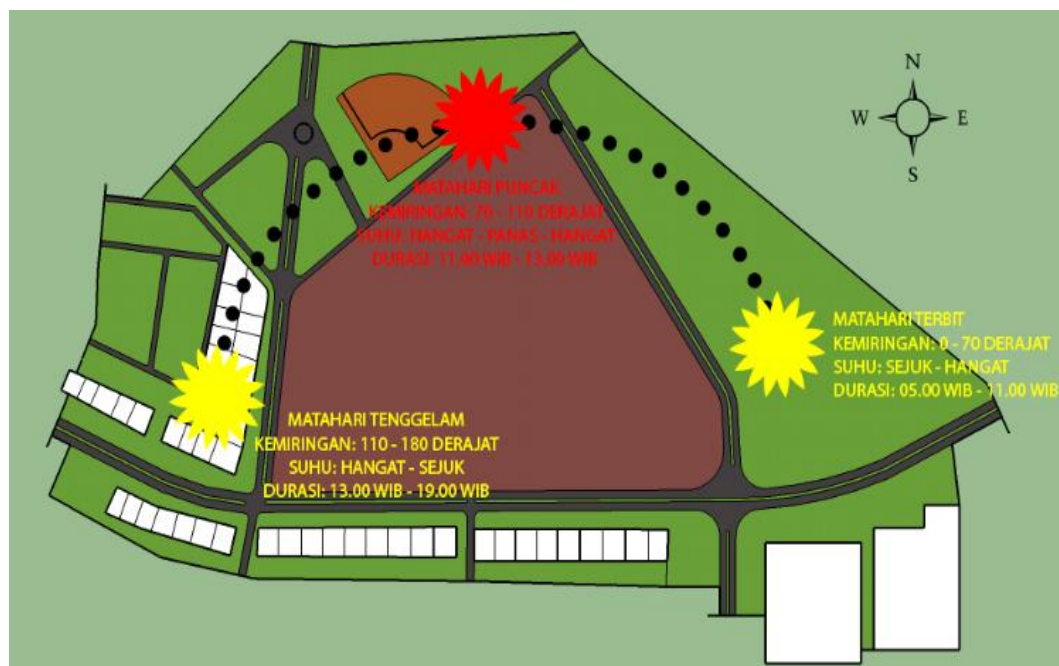 N
W E
S
MATAHARI PUNCAK
KEMIRINGAN: 70 - 110 DERAJAT
SUHU: HANGAT - PANAS - HANGAT
DURASI: 11.00 WIB - 13.00 WIB
MATAHARI TERBIT
KEMIRINGAN: 0 - 70 DERAJAT
SUHU: SEJUK - HANGAT
DURASI: 05.00 WIB - 11.00 WIB
MATAHARI TENGGELAM
KEMIRINGAN: 110 - 180 DERAJAT
SUHU: HANGAT - SEJUK
DURASI: 13.00 WIB - 19.00 WIB